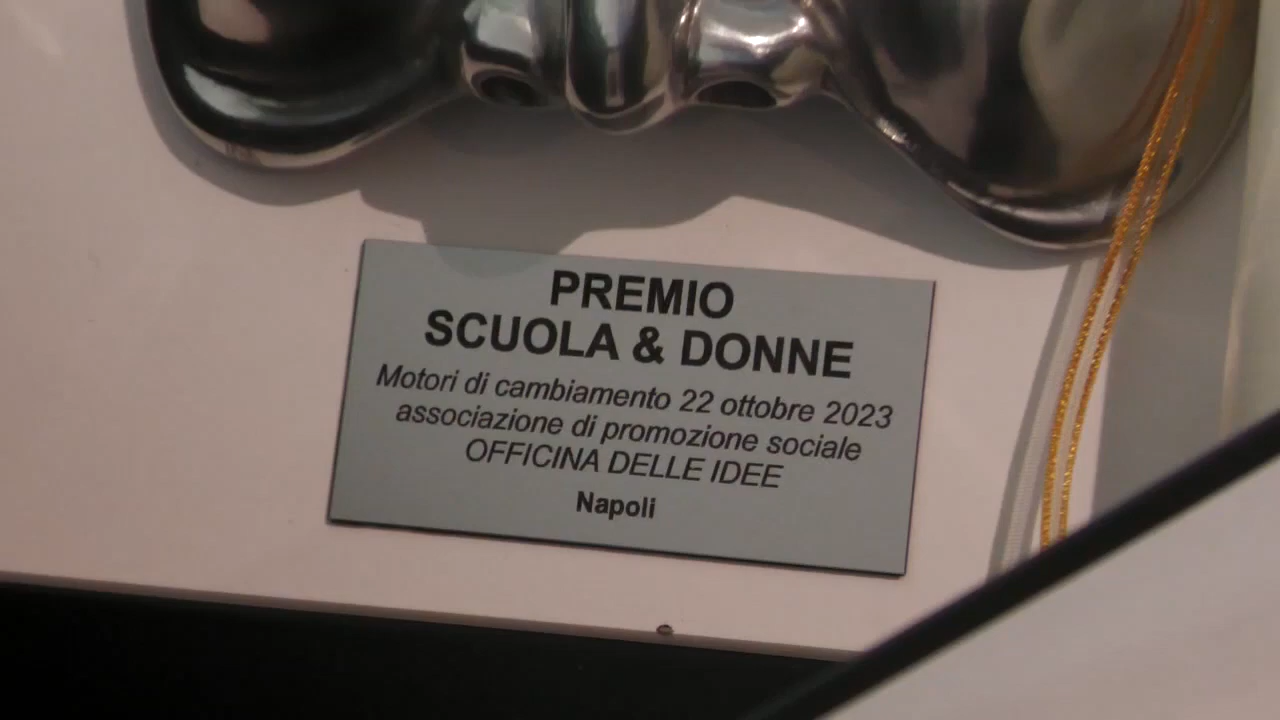 PREMIO
SCUOLA & DONNE
Motori di cambiamento 22 ottobre 2023
associazione di promozione sociale
OFFICINA DELLE IDEE
Napoli